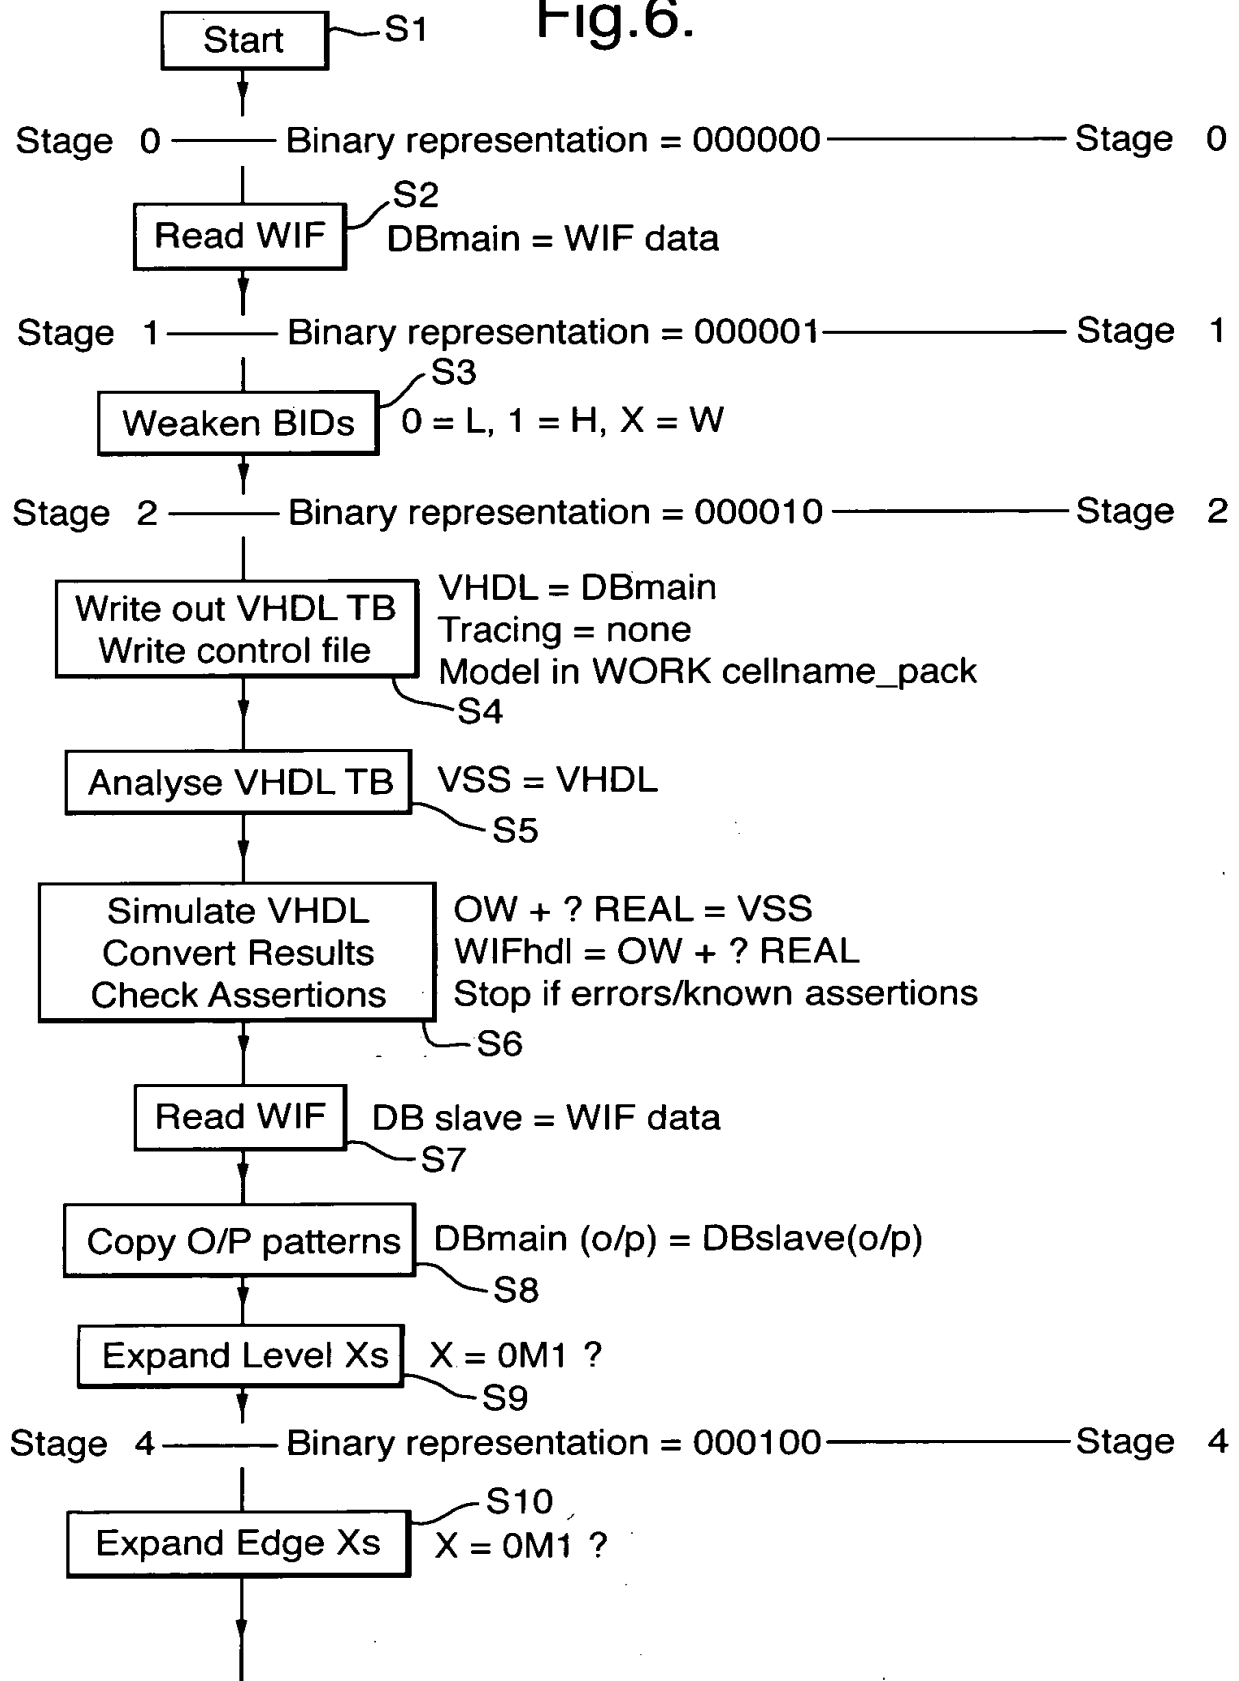 Fig.6.
Start
S1
Stage 0 Binary representation = 000000 Stage 0
S2
Read WIF DBmain = WIF data
Stage 1 Binary representation = 000001 Stage 1
S3
Weaken BIDs 0 = L, 1 = H, X = W
Stage 2 Binary representation = 000010 Stage 2
Write out VHDL TB
Write control file
VHDL = DBmain
Tracing = none
Model in WORK cellname_pack
S4
Analyse VHDL TB VSS = VHDL
S5
Simulate VHDL
Convert Results
Check Assertions
OW + ? REAL = VSS
WIFhdl = OW + ? REAL
Stop if errors/known assertions
S6
Read WIF DB slave = WIF data
S7
Copy O/P patterns DBmain (o/p) = DBslave(o/p)
S8
Expand Level Xs X = 0M1 ?
S9
Stage 4 Binary representation = 000100 Stage 4
S10
Expand Edge Xs X = 0M1 ?